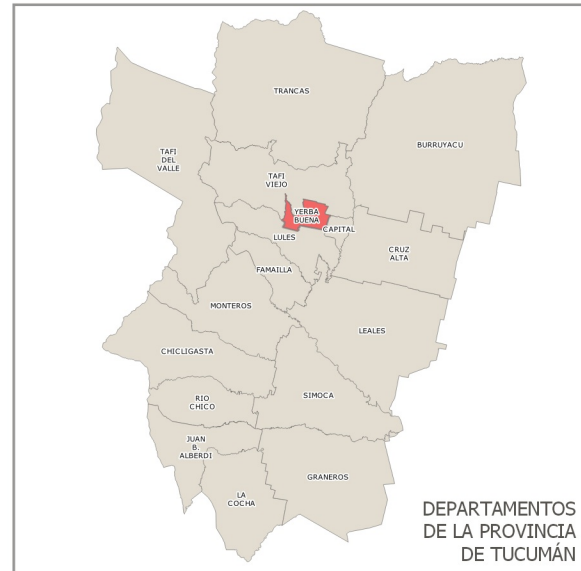 TRANCAS
BURRUYACU
TAFI
DEL
VALLE
TAFI
VIEJO
YERBA
BUENA
CAPITAL
LULES
CRUZ
ALTA
FAMAILLA
MONTEROS
LEALES
CHICLIGASTA
SIMOCA
RIO
CHICO
JUAN
B.
ALBERDI
GRANEROS
LA
COCHA
DEPARTAMENTOS
DE LA PROVINCIA
DE TUCUMÁN